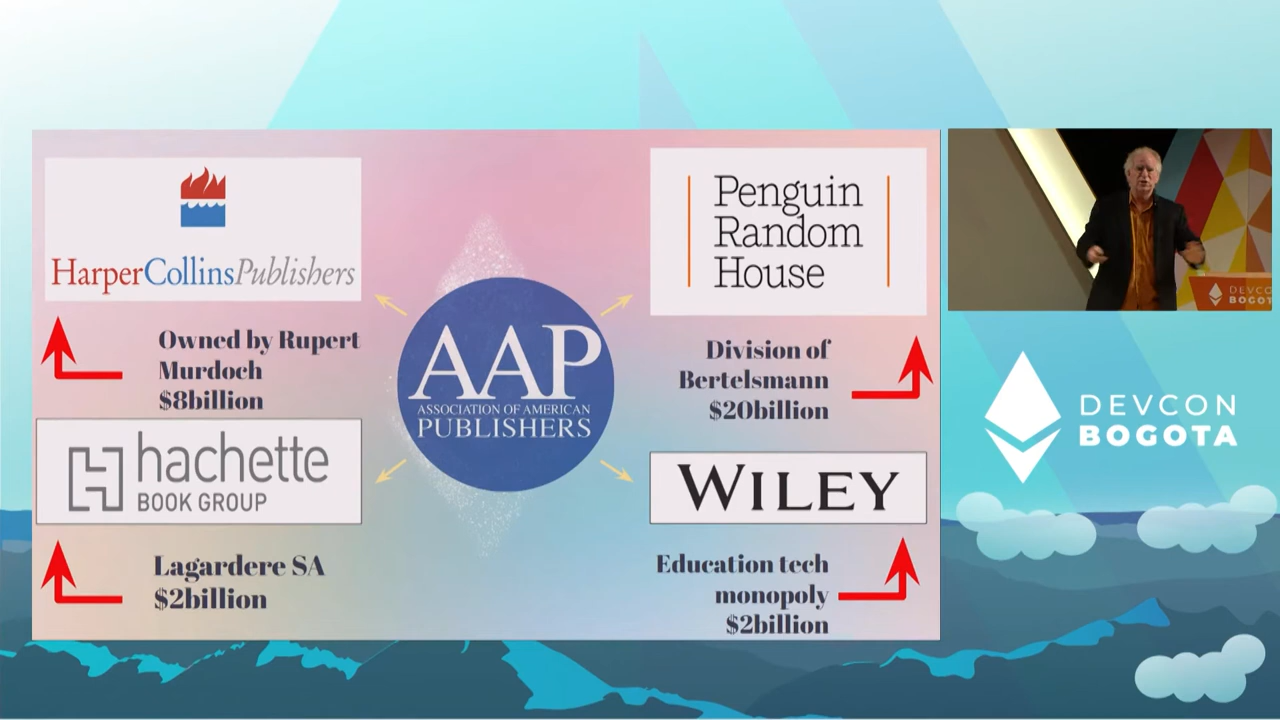 HarperCollinsPublishers
Owned by Rupert
Murdoch
$8billion
hachette
BOOK GROUP
Lagardere SA
$2billion
AAP
ASSOCIATION OF AMERICAN
PUBLISHERS
Penguin
Random
House
Division of
Bertelsmann
$20billion
WILEY
Education tech
monopoly
$2billion
DEVCON
BOGOTA